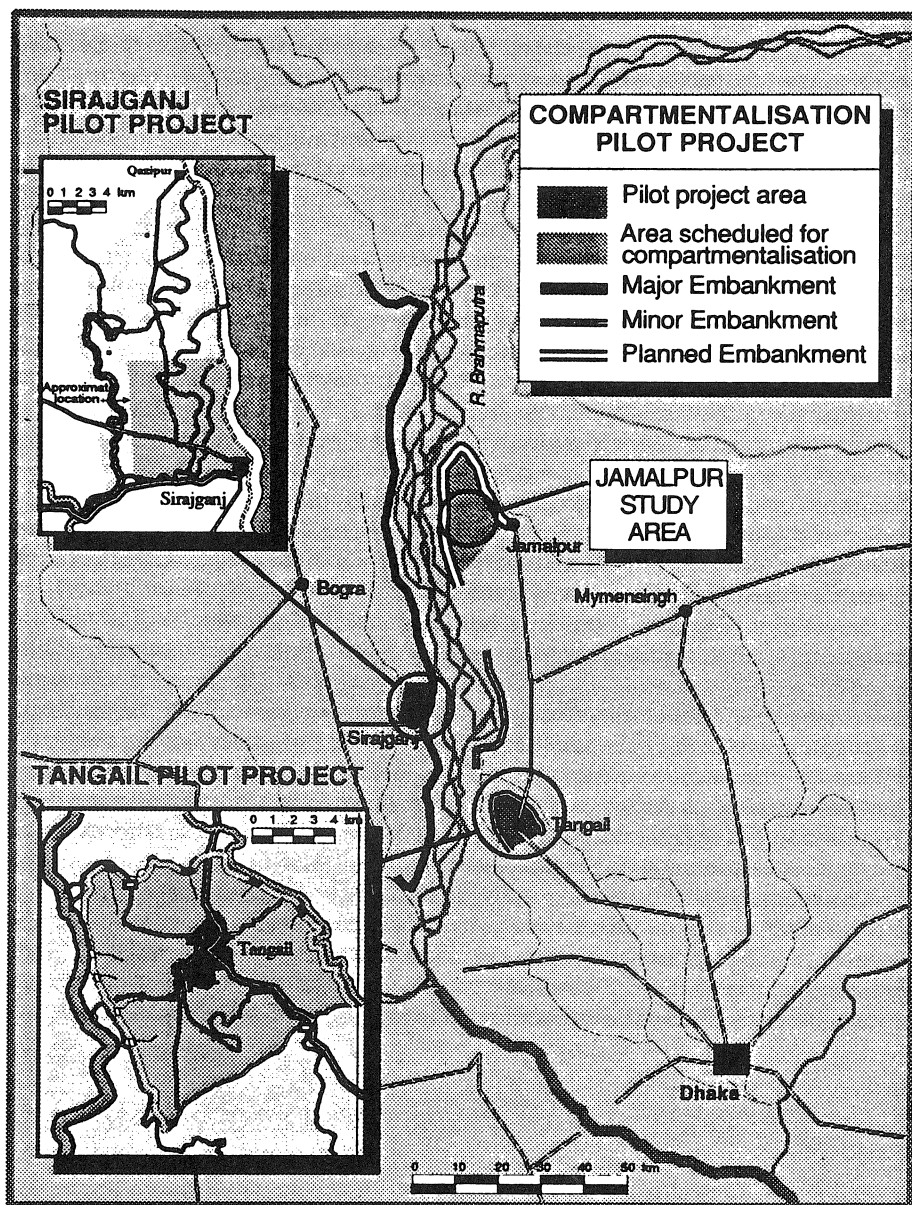 SIRAJGANJ
PILOT PROJECT
Qazipur
0 1 2 3 4 km
Approximate
location
Sirajganj
COMPARTMENTALISATION
PILOT PROJECT
Pilot project area
Area scheduled for
compartmentalisation
Major Embankment
Minor Embankment
Planned Embankment
R. Brahmaputra
JAMALPUR
STUDY
AREA
Jamalpur
Bogra
Mymensingh
Sirajganj
TANGAIL PILOT PROJECT
0 1 2 3 4 km
Tangail
Tangail
Dhaka
0 10 20 30 40 50 km